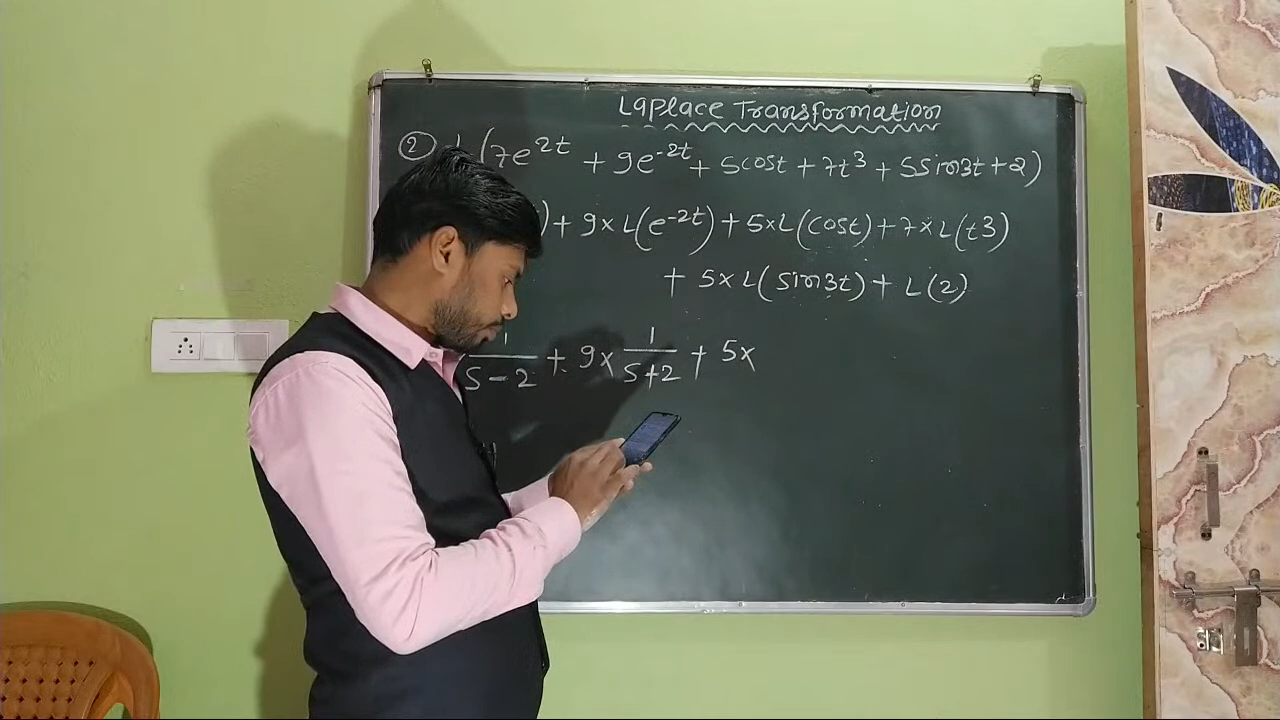 Laplace Transformation
② L(7e^2t + 9e^-2t + 5cost + 7t^3 + 5sin3t + 2)
) + 9×L(e^-2t) + 5×L(cost) + 7×L(t3)
+ 5×L(sin3t) + L(2)
1/s-2 + 9× 1/s+2 + 5×